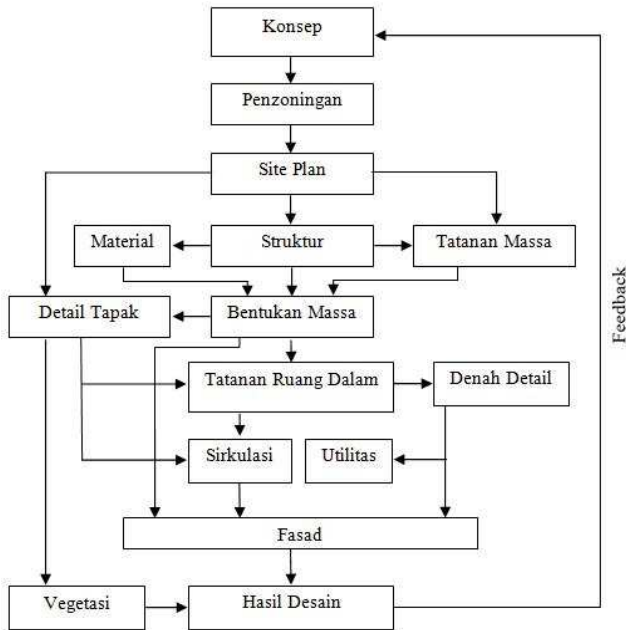 Konsep
Penzoningan
Site Plan
Material
Struktur
Tatanan Massa
Detail Tapak
Bentukan Massa
Feedback
Tatanan Ruang Dalam
Denah Detail
Sirkulasi
Utilitas
Fasad
Vegetasi
Hasil Desain